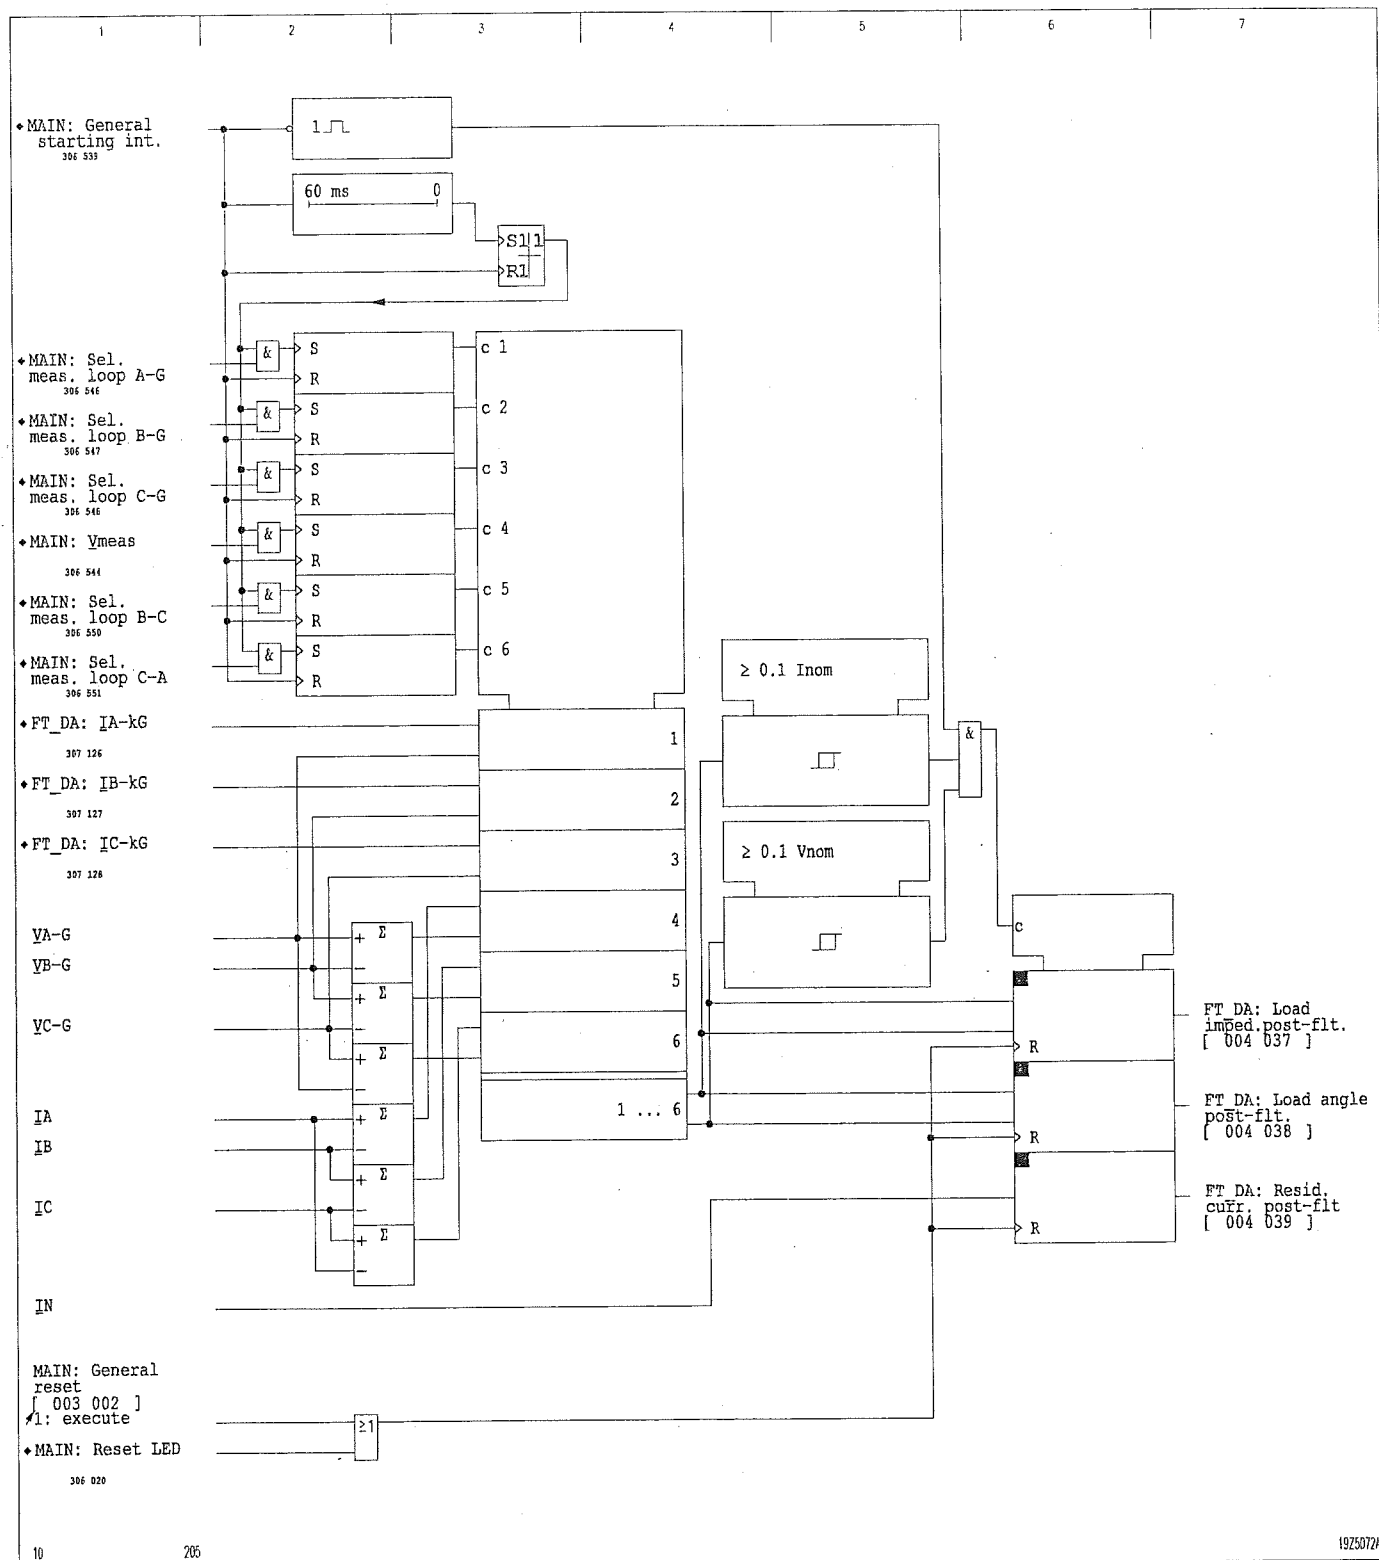 1 2 3 4 5 6 7
MAIN: General
starting int.
306 539
1
60 ms 0
S1 1
R1
MAIN: Sel.
meas. loop A-G
306 546
& S c 1
R
MAIN: Sel.
meas. loop B-G
306 547
& S c 2
R
MAIN: Sel.
meas. loop C-G
306 546
& S c 3
R
MAIN: Vmeas
306 544
& S c 4
R
MAIN: Sel.
meas. loop B-C
306 550
& S c 5
R
MAIN: Sel.
meas. loop C-A
306 551
& S c 6
R
≥ 0.1 Inom
FT_DA: IA-kG
307 126
1
&
FT_DA: IB-kG
307 127
2
FT_DA: IC-kG
307 128
3
≥ 0.1 Vnom
4
5
6
1 ... 6
VA-G
VB-G
VC-G
+ Σ
−
+ Σ
−
+ Σ
−
IA
IB
IC
+ Σ
−
+ Σ
−
+ Σ
−
IN
c
R
FT_DA: Load
imped.post-flt.
[ 004 037 ]
R
FT_DA: Load angle
post-flt.
[ 004 038 ]
R
FT_DA: Resid.
curr. post-flt
[ 004 039 ]
MAIN: General
reset
[ 003 002 ]
1: execute
≥1
MAIN: Reset LED
306 020
10 205
19Z5072A